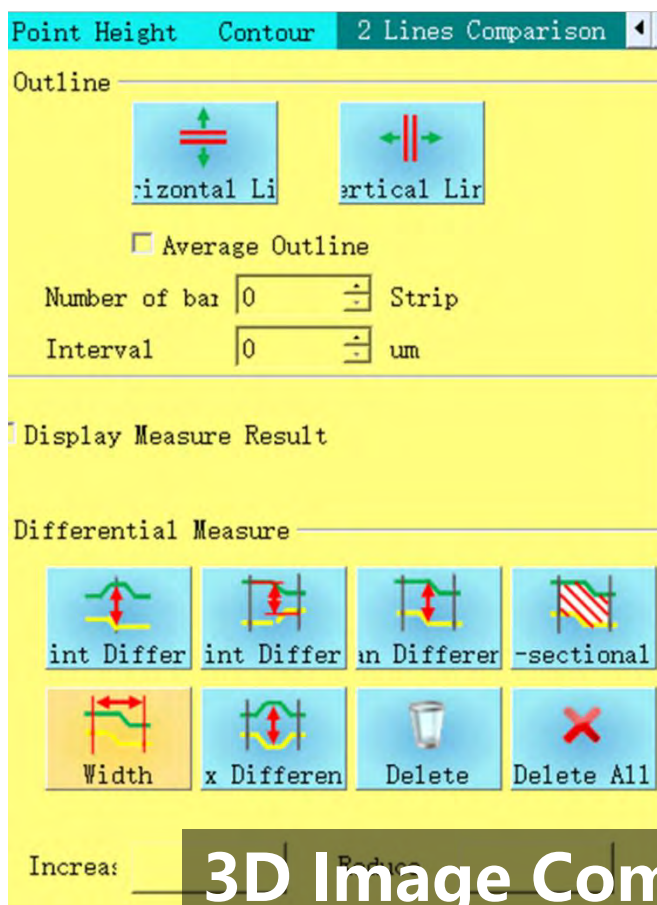 Point Height Contour 2 Lines Comparison
Outline
rizontal Li ertical Lir
Average Outline
Number of bar 0 Strip
Interval 0 um
Display Measure Result
Differential Measure
int Differ int Differ an Differer -sectional
Width x Differen Delete Delete All
Increas Reduce
3D Image Com